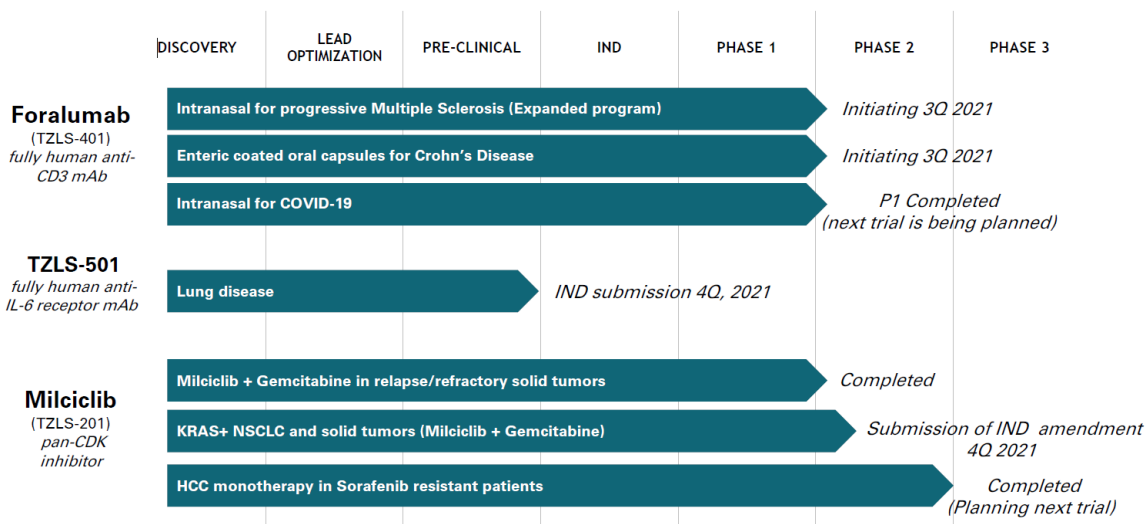 DISCOVERY
LEAD
OPTIMIZATION
PRE-CLINICAL
IND
PHASE 1
PHASE 2
PHASE 3
Foralumab
(TZLS-401)
fully human anti-
CD3 mAb
Intranasal for progressive Multiple Sclerosis (Expanded program)
Initiating 3Q 2021
Enteric coated oral capsules for Crohn's Disease
Initiating 3Q 2021
Intranasal for COVID-19
P1 Completed
(next trial is being planned)
TZLS-501
fully human anti-
IL-6 receptor mAb
Lung disease
IND submission 4Q, 2021
Milciclib
(TZLS-201)
pan-CDK
inhibitor
Milciclib + Gemcitabine in relapse/refractory solid tumors
Completed
KRAS+ NSCLC and solid tumors (Milciclib + Gemcitabine)
Submission of IND amendment
4Q 2021
HCC monotherapy in Sorafenib resistant patients
Completed
(Planning next trial)